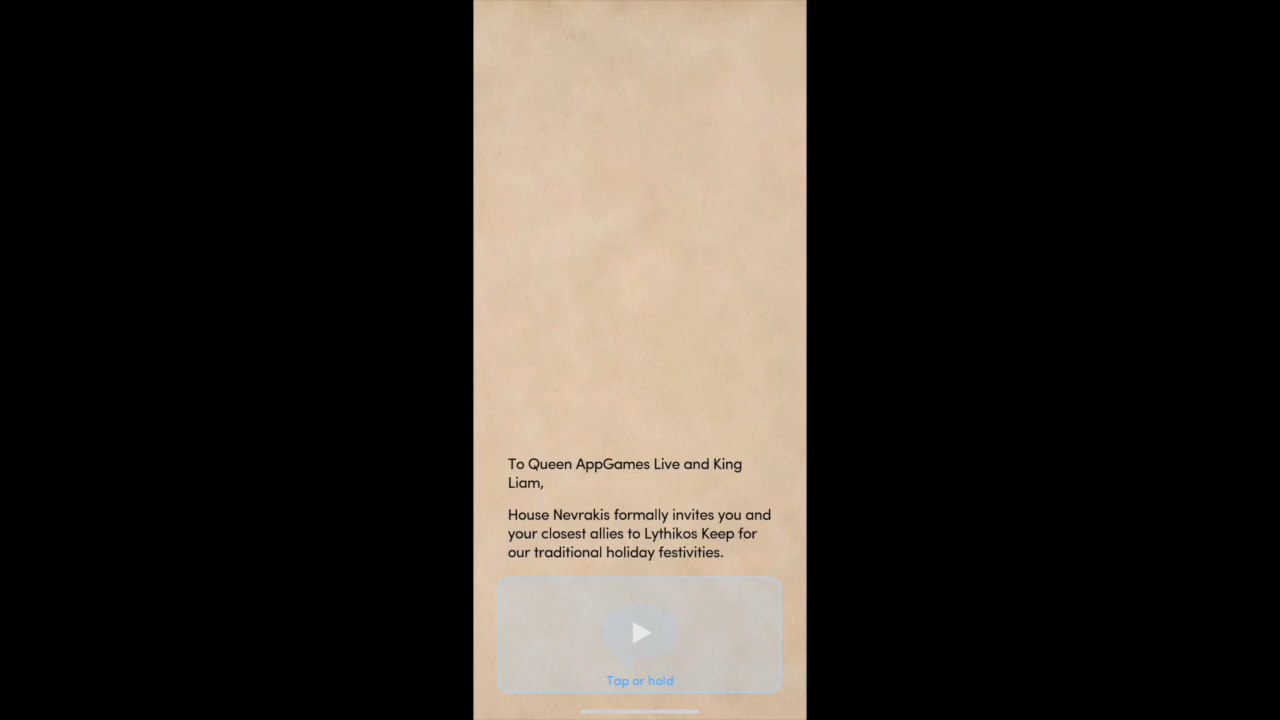 To Queen AppGames Live and King
Liam,
House Nevrakis formally invites you and
your closest allies to Lythikos Keep for
our traditional holiday festivities.
Tap or hold